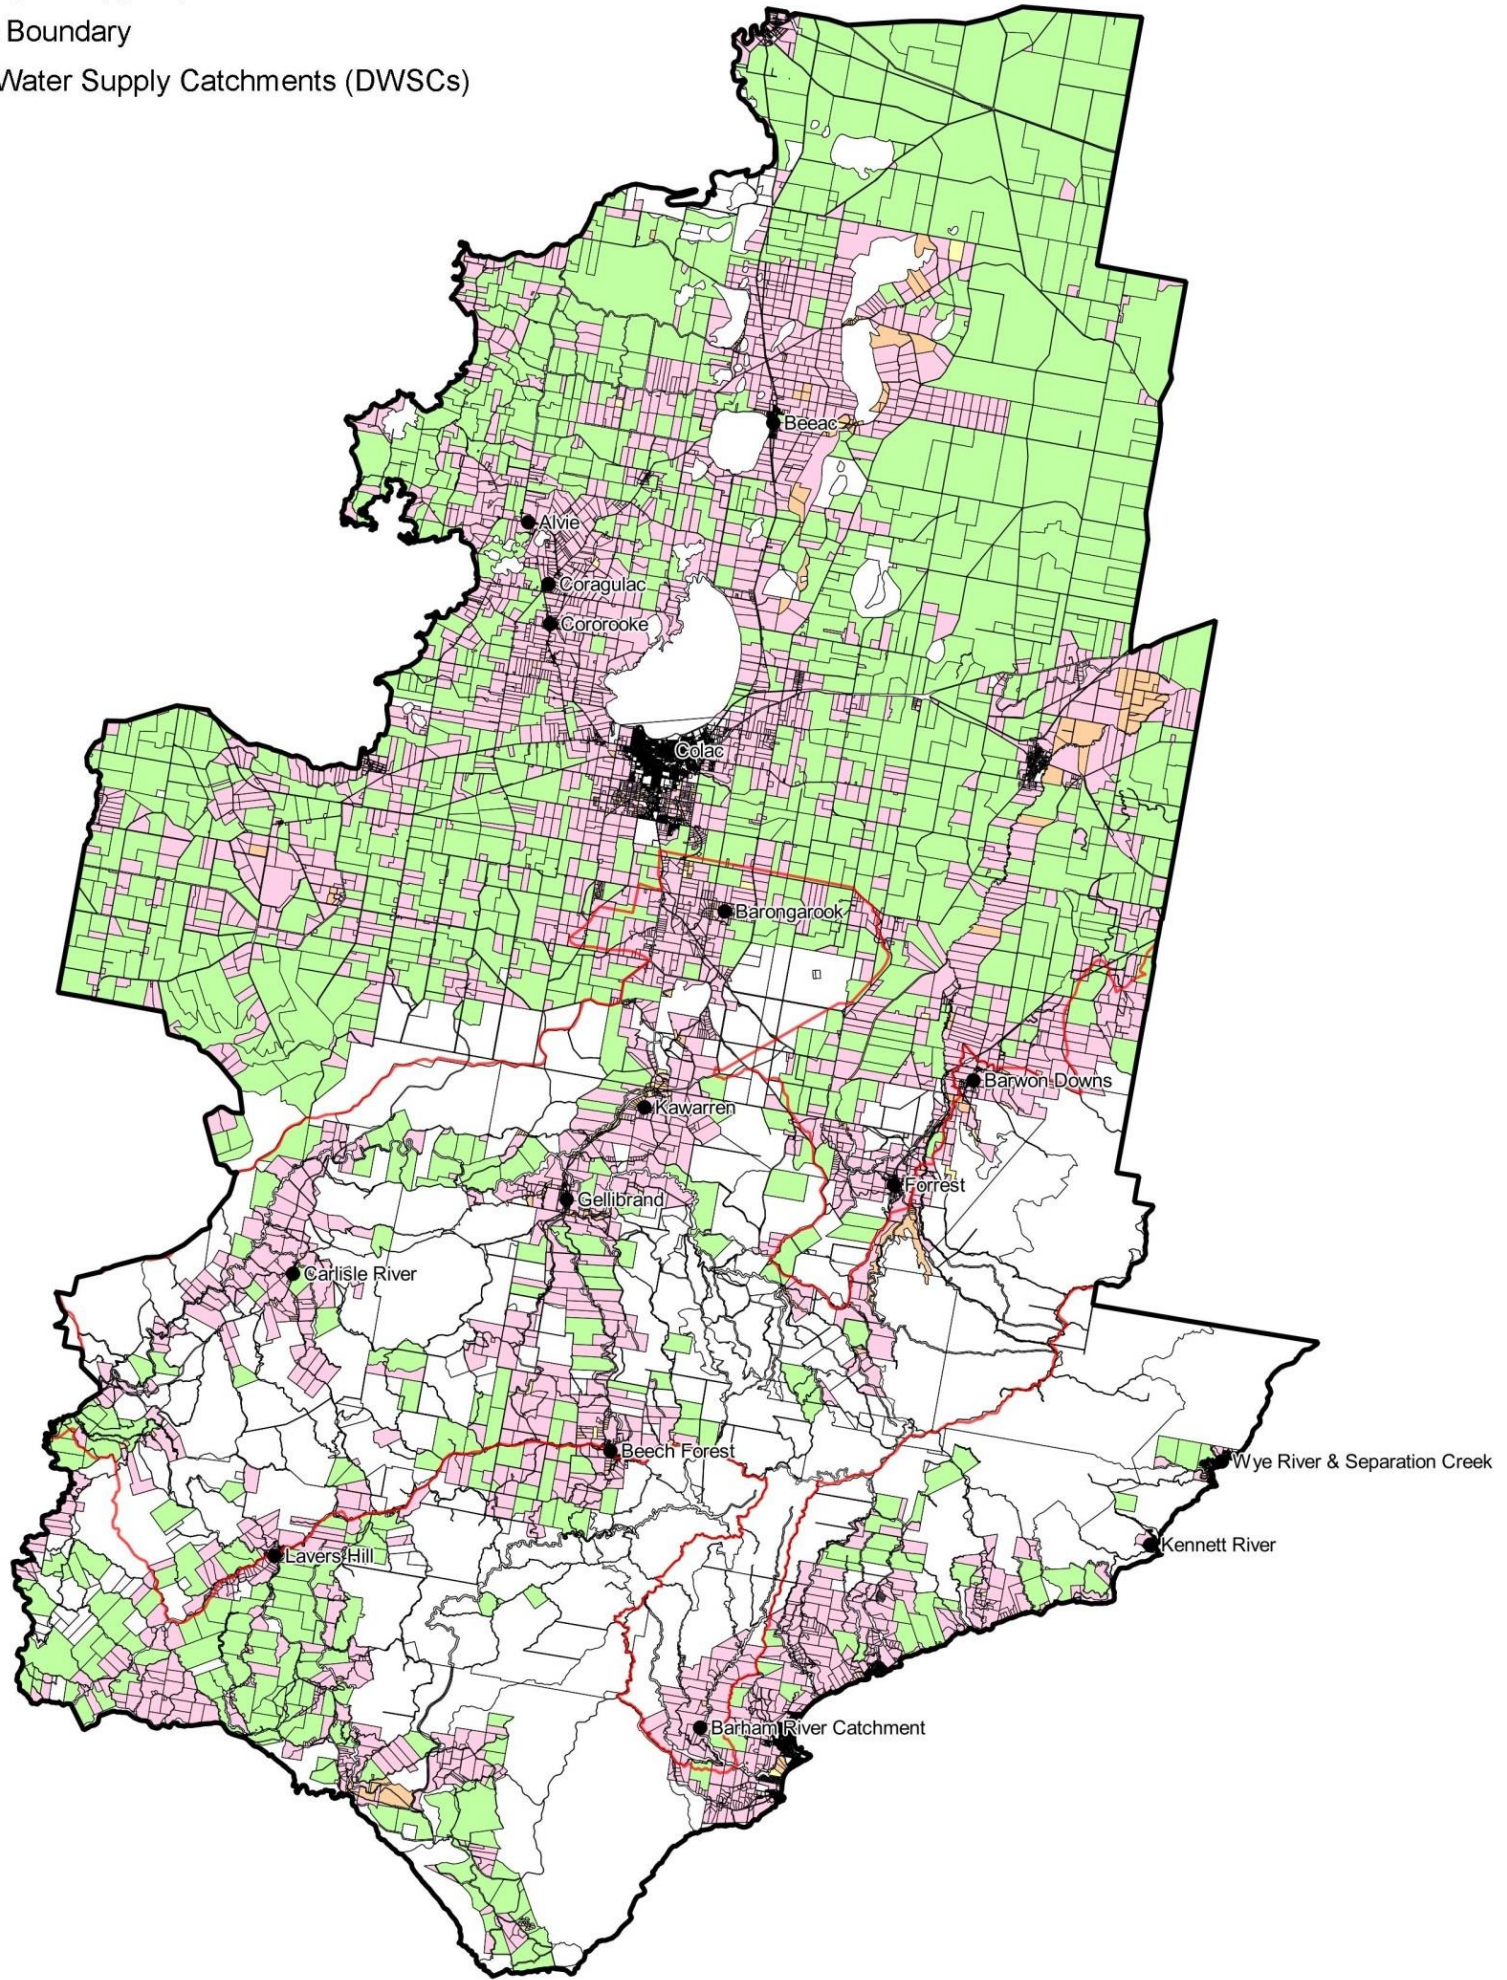 Boundary
Water Supply Catchments (DWSCs)
Beeac
Alvie
Coragulac
Cororooke
Colac
Barongarook
Barwon Downs
Kawarren
Forrest
Gellibrand
Carlisle River
Beech Forest
Wye River & Separation Creek
Kennett River
Lavers Hill
Barham River Catchment